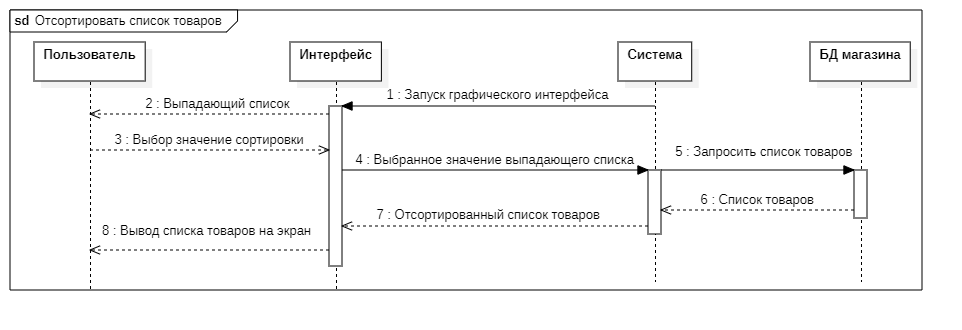 sd Отсортировать список товаров
Пользователь
Интерфейс
Система
БД магазина
1 : Запуск графического интерфейса
2 : Выпадающий список
3 : Выбор значение сортировки
4 : Выбранное значение выпадающего списка
5 : Запросить список товаров
6 : Список товаров
7 : Отсортированный список товаров
8 : Вывод списка товаров на экран